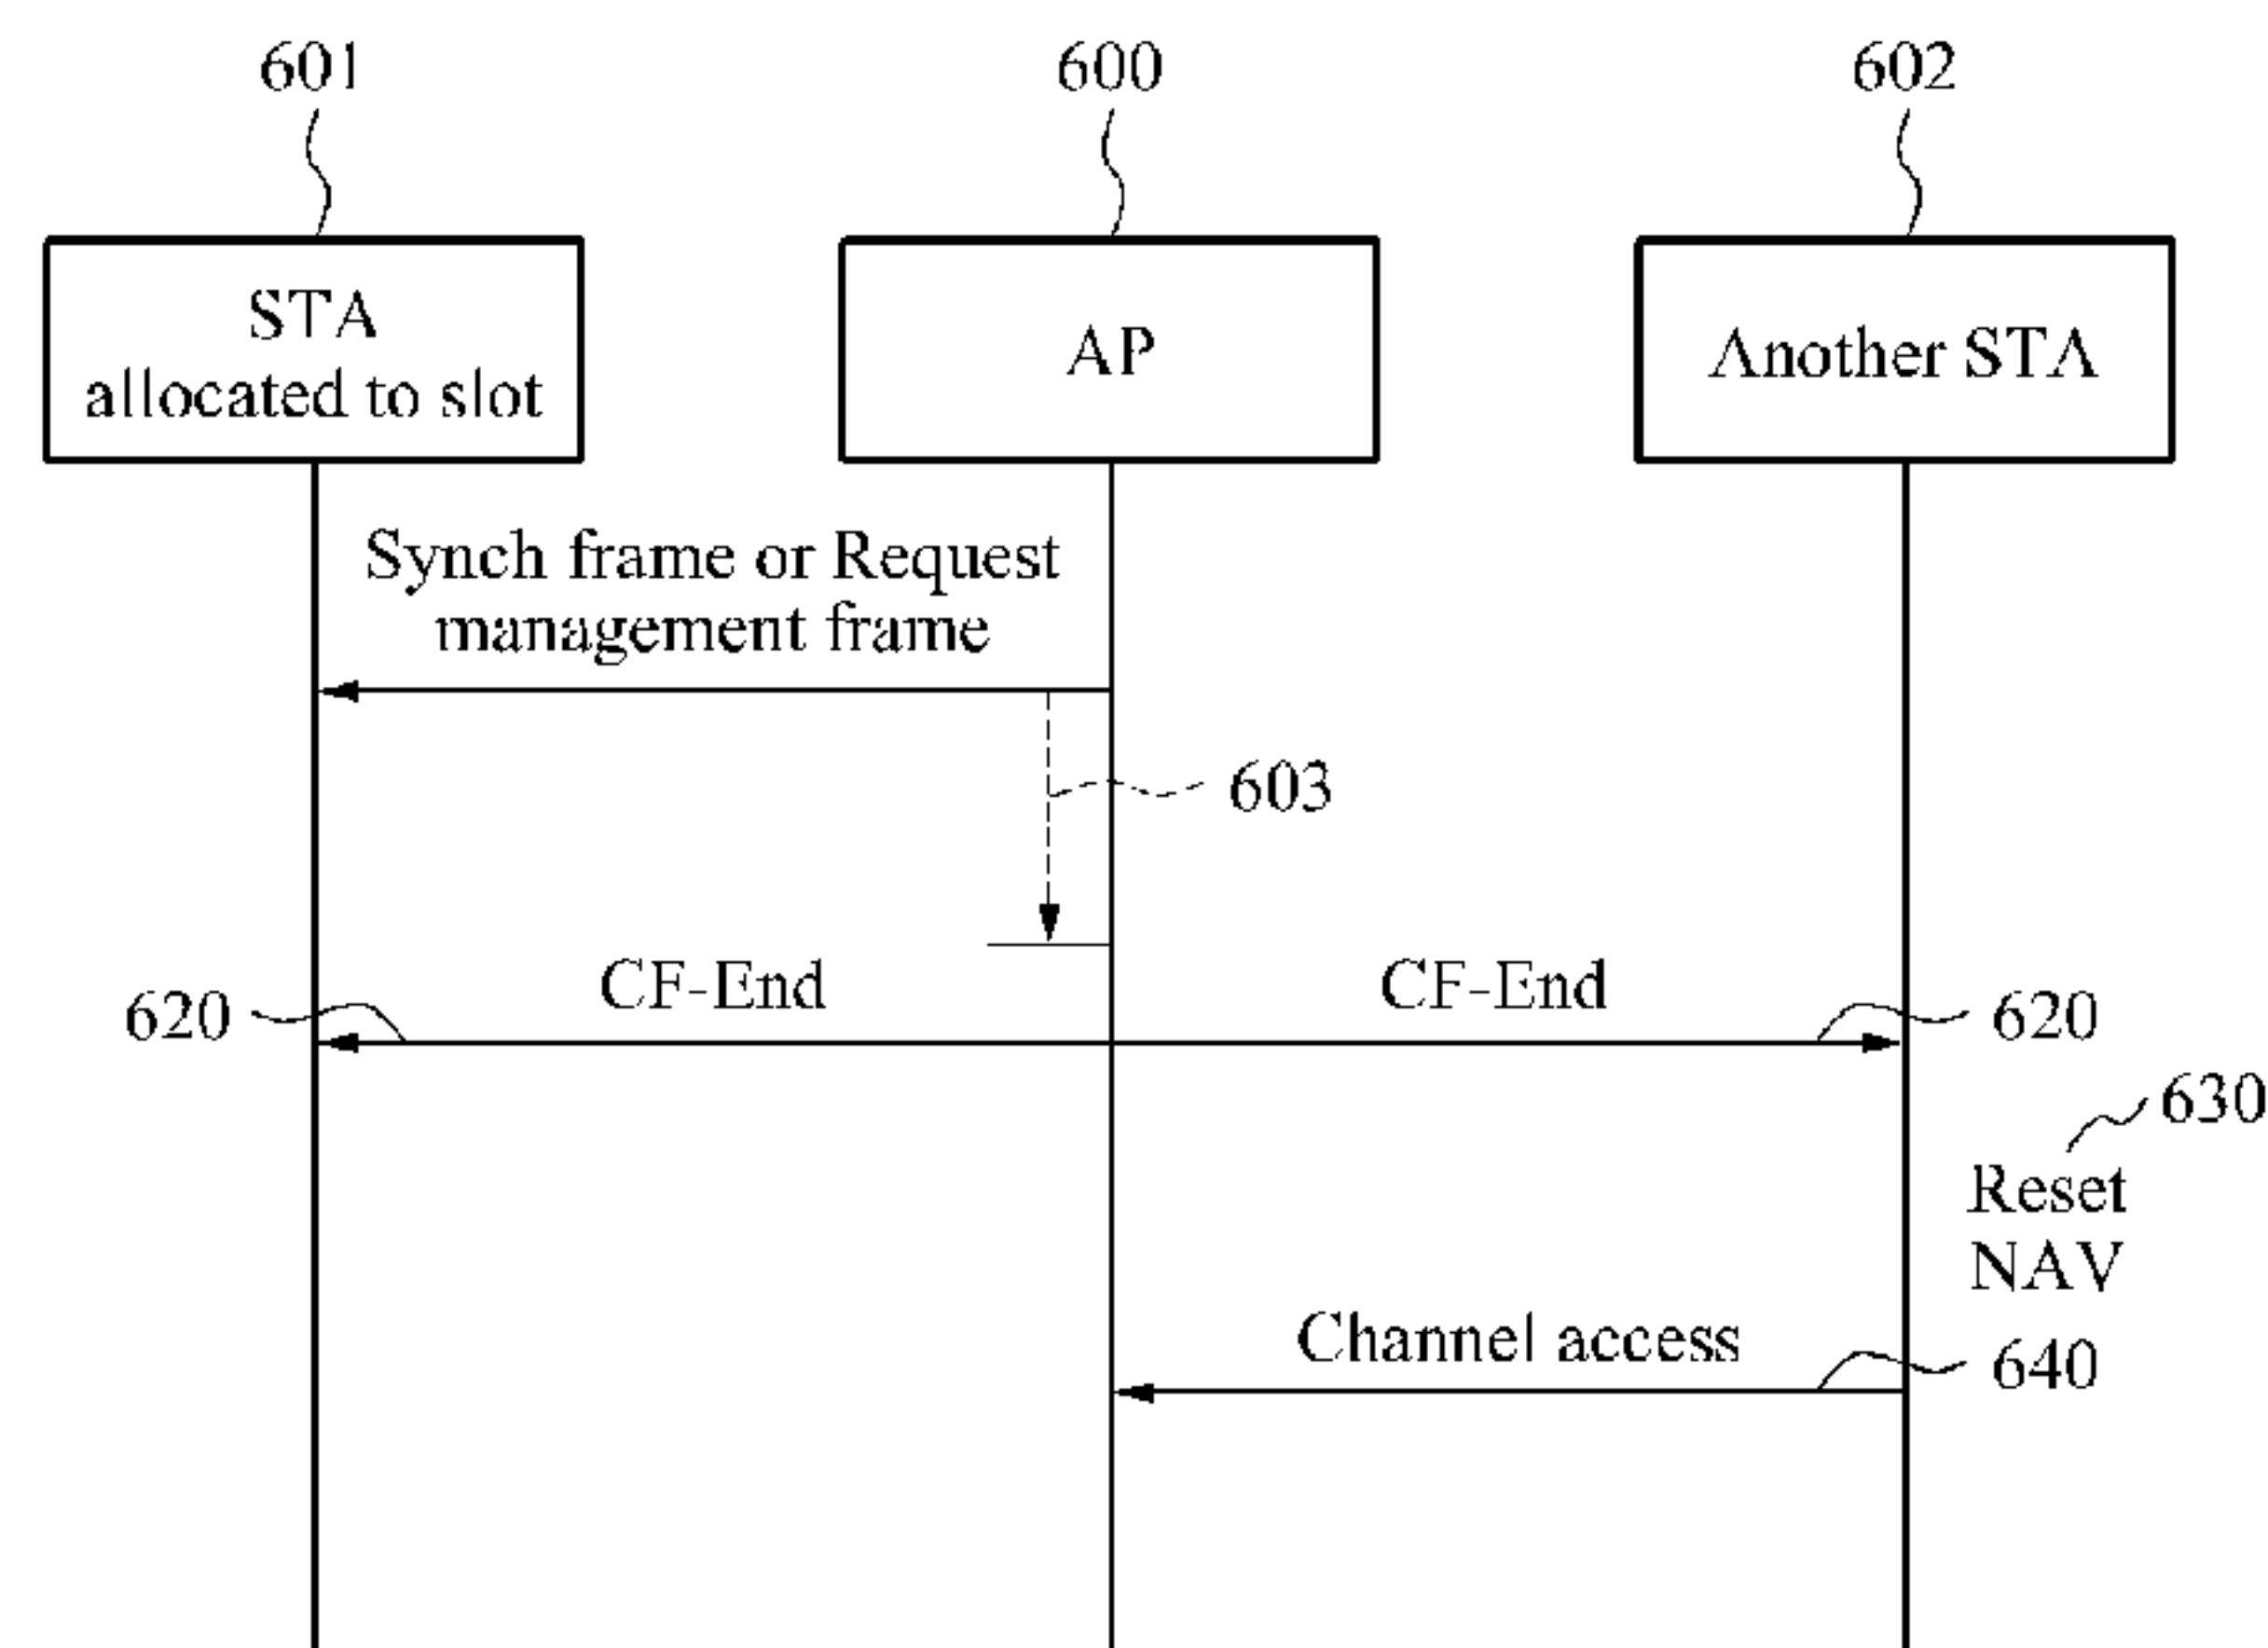 601
600
602
STA
allocated to slot
AP
Another STA
Synch frame or Request
management frame
603
CF-End
CF-End
620
620
630
Reset
NAV
Channel access
640